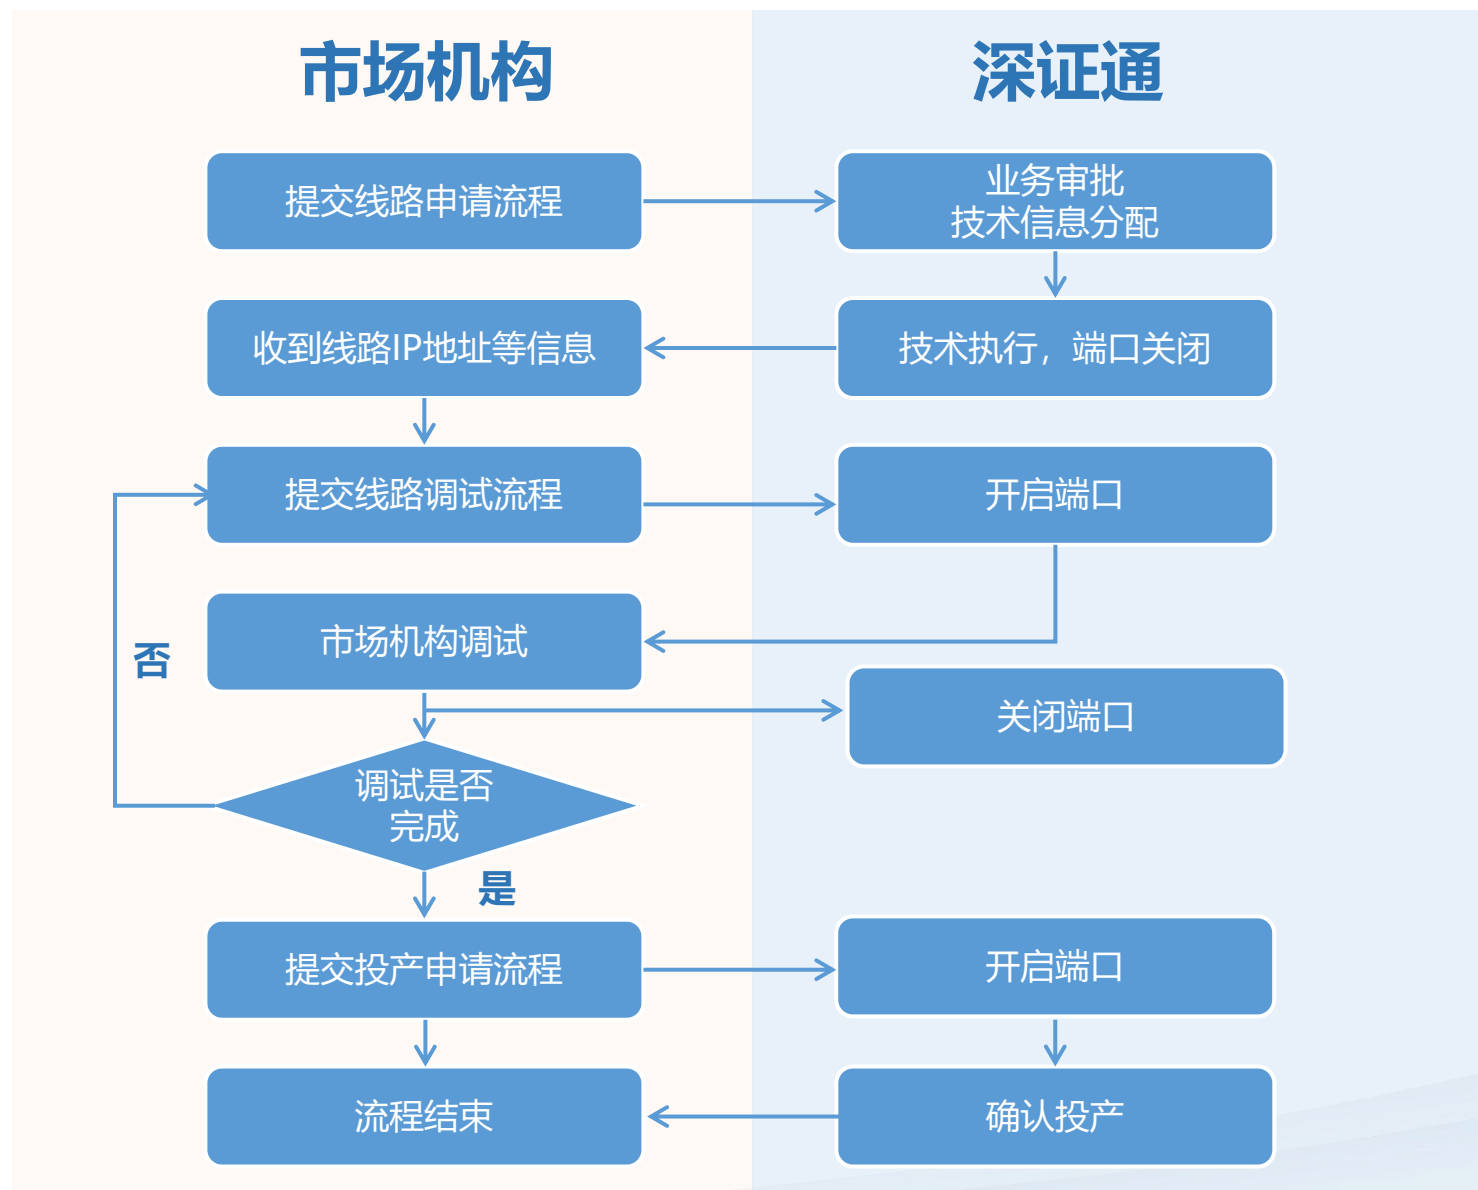 市场机构
深证通
提交线路申请流程
业务审批
技术信息分配
收到线路IP地址等信息
技术执行，端口关闭
提交线路调试流程
开启端口
市场机构调试
否
关闭端口
调试是否
完成
是
提交投产申请流程
开启端口
流程结束
确认投产